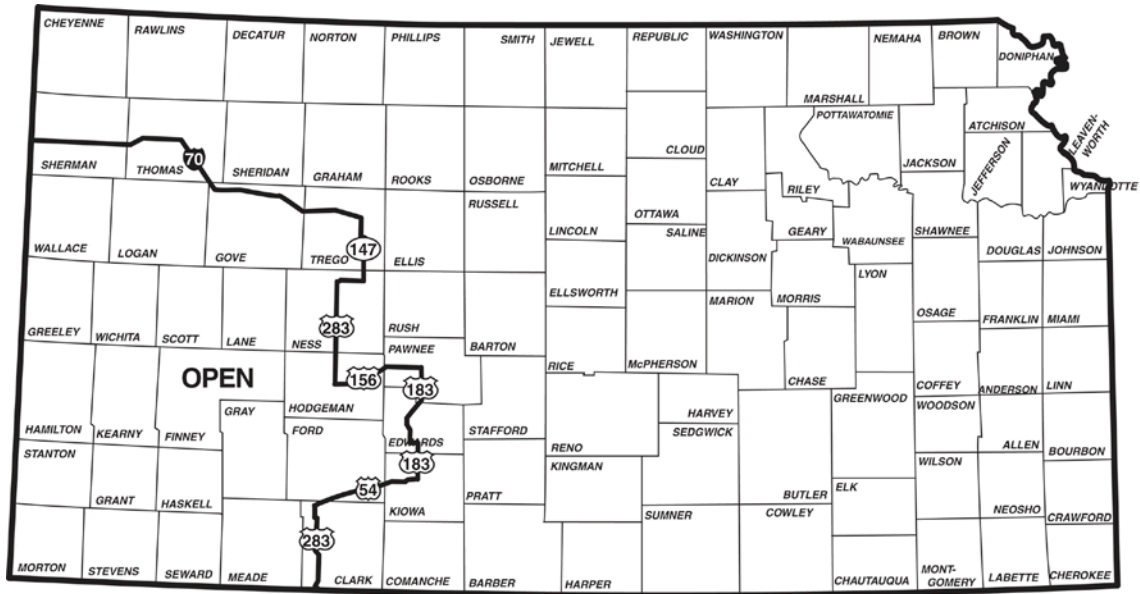 CHEYENNE
RAWLINS
DECATUR
NORTON
PHILLIPS
SMITH
JEWELL
REPUBLIC
WASHINGTON
MARSHALL
NEMAHA
BROWN
DONIPHAN
SHERMAN
THOMAS
70
SHERIDAN
GRAHAM
ROOKS
OSBORNE
MITCHELL
CLOUD
CLAY
RILEY
POTTAWATOMIE
JACKSON
ATCHISON
JEFFERSON
LEAVEN-
WORTH
WYANDOTTE
WALLACE
LOGAN
GOVE
TREGO
147
ELLIS
RUSSELL
LINCOLN
OTTAWA
SALINE
DICKINSON
GEARY
WABAUNSEE
SHAWNEE
DOUGLAS
JOHNSON
GREELEY
WICHITA
SCOTT
LANE
NESS
283
RUSH
BARTON
ELLSWORTH
RICE
McPHERSON
MARION
MORRIS
CHASE
LYON
OSAGE
FRANKLIN
MIAMI
OPEN
156
PAWNEE
183
HAMILTON
KEARNY
FINNEY
GRAY
HODGEMAN
FORD
EDWARDS
STAFFORD
RENO
HARVEY
SEDGWICK
GREENWOOD
COFFEY
ANDERSON
LINN
WOODSON
ALLEN
BOURBON
STANTON
GRANT
HASKELL
54
183
KIOWA
PRATT
KINGMAN
BUTLER
ELK
WILSON
NEOSHO
CRAWFORD
MORTON
STEVENS
SEWARD
MEADE
283
CLARK
COMANCHE
BARBER
HARPER
SUMNER
COWLEY
CHAUTAUQUA
MONT-
GOMERY
LABETTE
CHEROKEE